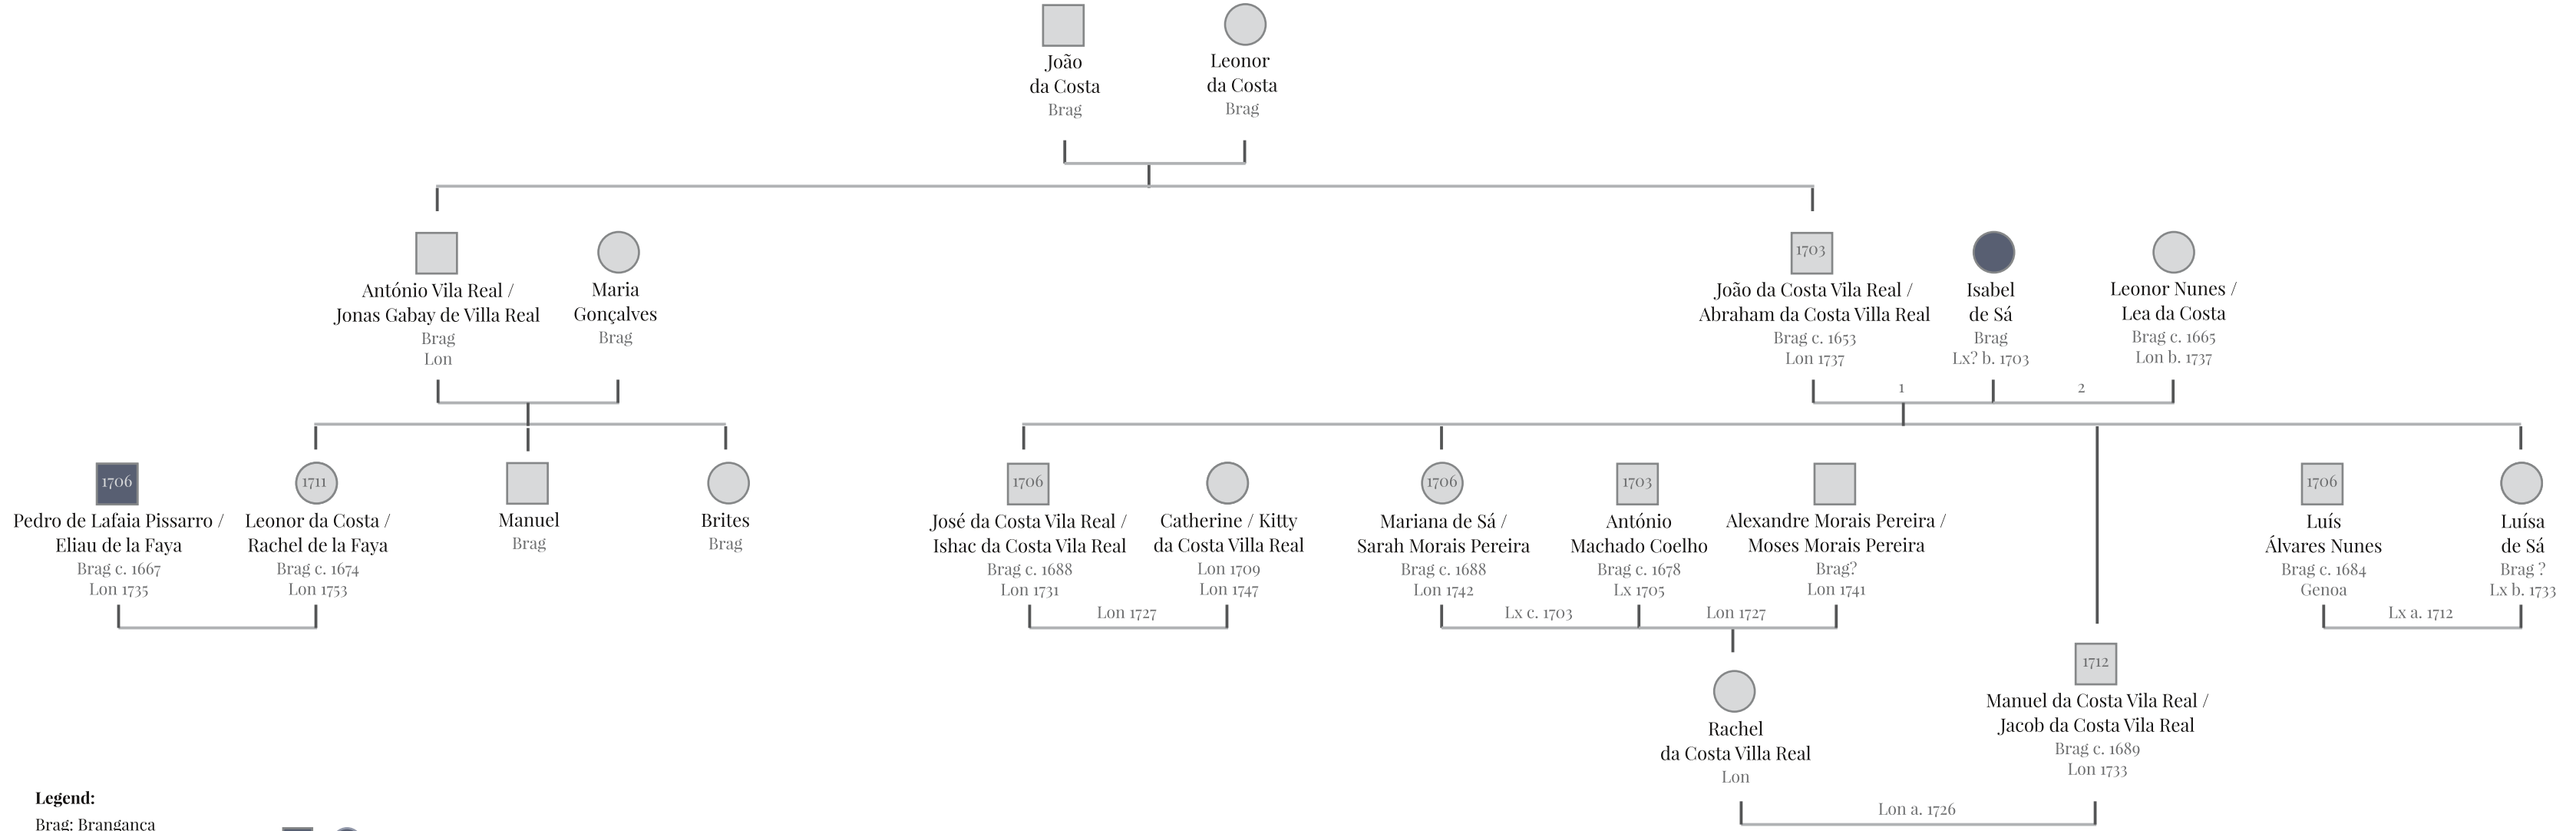 João
da Costa
Brag
Leonor
da Costa
Brag
António Vila Real /
Jonas Gabay de Villa Real
Brag
Lon
Maria
Gonçalves
Brag
1703
João da Costa Vila Real /
Abraham da Costa Villa Real
Brag c. 1653
Lon 1737
Isabel
de Sá
Brag
Lx? b. 1703
Leonor Nunes /
Lea da Costa
Brag c. 1665
Lon b. 1737
1
2
1706
Pedro de Lafaia Pissarro /
Eliau de la Faya
Brag c. 1667
Lon 1735
1711
Leonor da Costa /
Rachel de la Faya
Brag c. 1674
Lon 1753
Manuel
Brag
Brites
Brag
1706
José da Costa Vila Real /
Ishac da Costa Vila Real
Brag c. 1688
Lon 1731
Catherine / Kitty
da Costa Villa Real
Lon 1709
Lon 1747
Lon 1727
1706
Mariana de Sá /
Sarah Morais Pereira
Brag c. 1688
Lon 1742
1703
António
Machado Coelho
Brag c. 1678
Lx 1705
Alexandre Morais Pereira /
Moses Morais Pereira
Brag?
Lon 1741
Lx c. 1703
Lon 1727
1706
Luís
Álvares Nunes
Brag c. 1684
Genoa
Luísa
de Sá
Brag ?
Lx b. 1733
Lx a. 1712
Rachel
da Costa Villa Real
Lon
1712
Manuel da Costa Vila Real /
Jacob da Costa Vila Real
Brag c. 1689
Lon 1733
Lon a. 1726
Legend:
Brag: Brangança